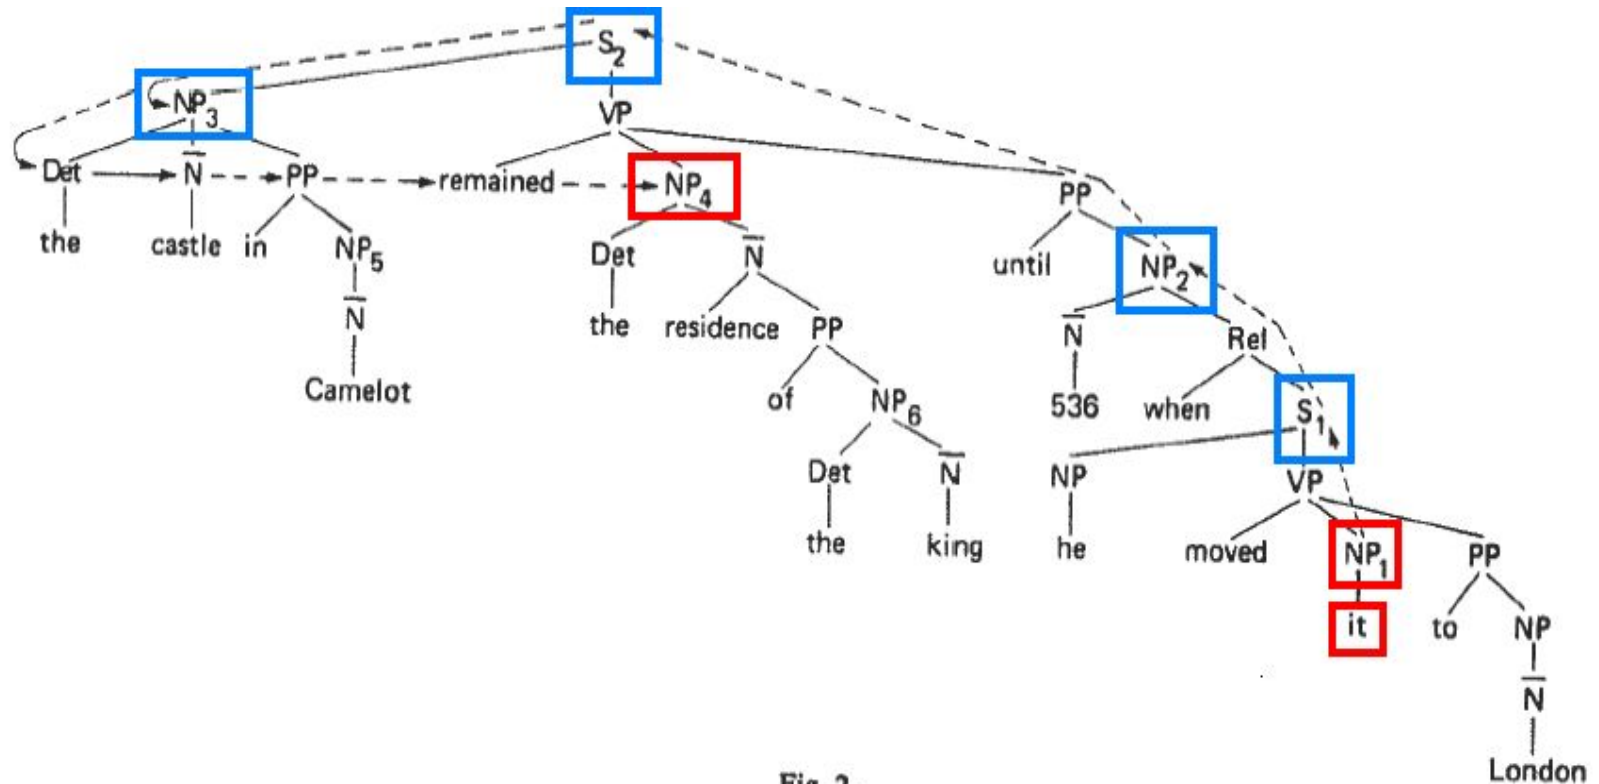 S2
NP3 VP
Det N̄ PP remained NP4 PP
the castle in NP5 Det N̄ until NP2
N̄ the residence PP N̄ Rel
Camelot of NP6 536 when S1
Det N̄ NP VP
the king he moved NP1 PP
it to NP
N̄
London